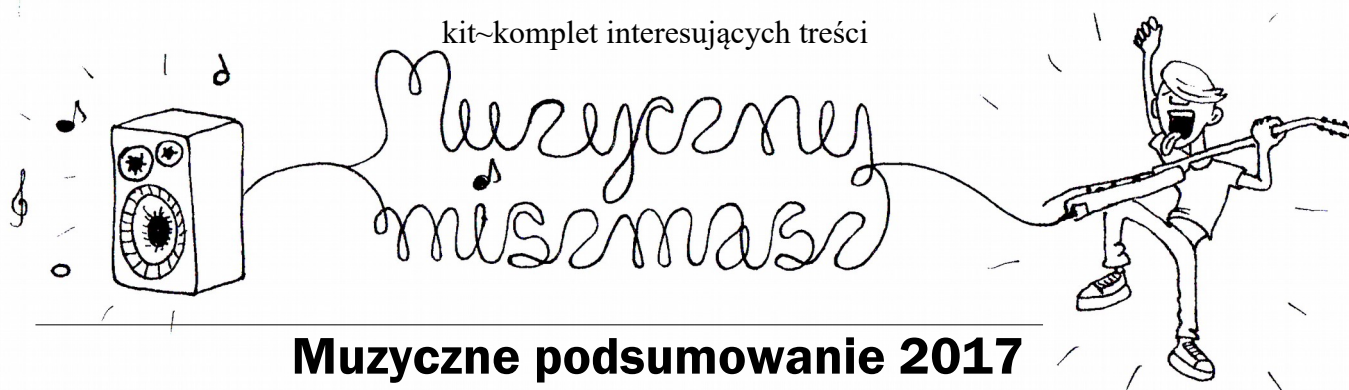 kit~komplet interesujących treści
Muzyczny
miszmasz
Muzyczne podsumowanie 2017